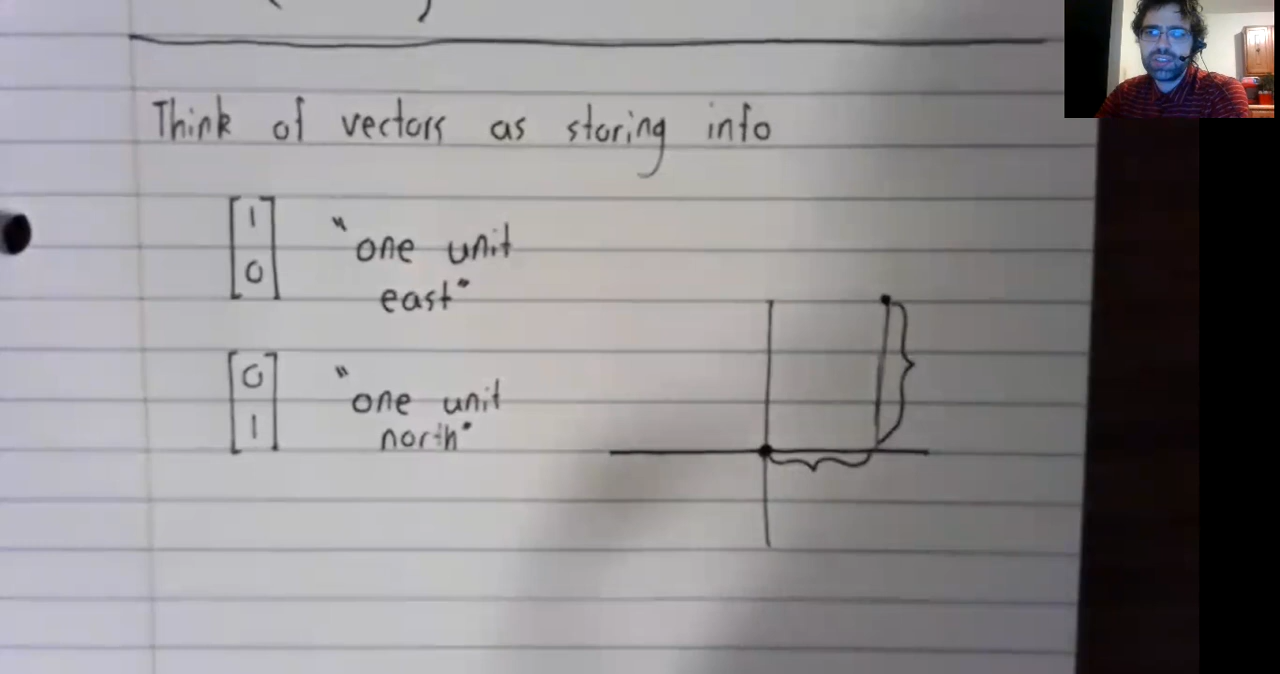 Think of vectors as storing info
[1
0]
"one unit
east"
[0
1]
"one unit
north"